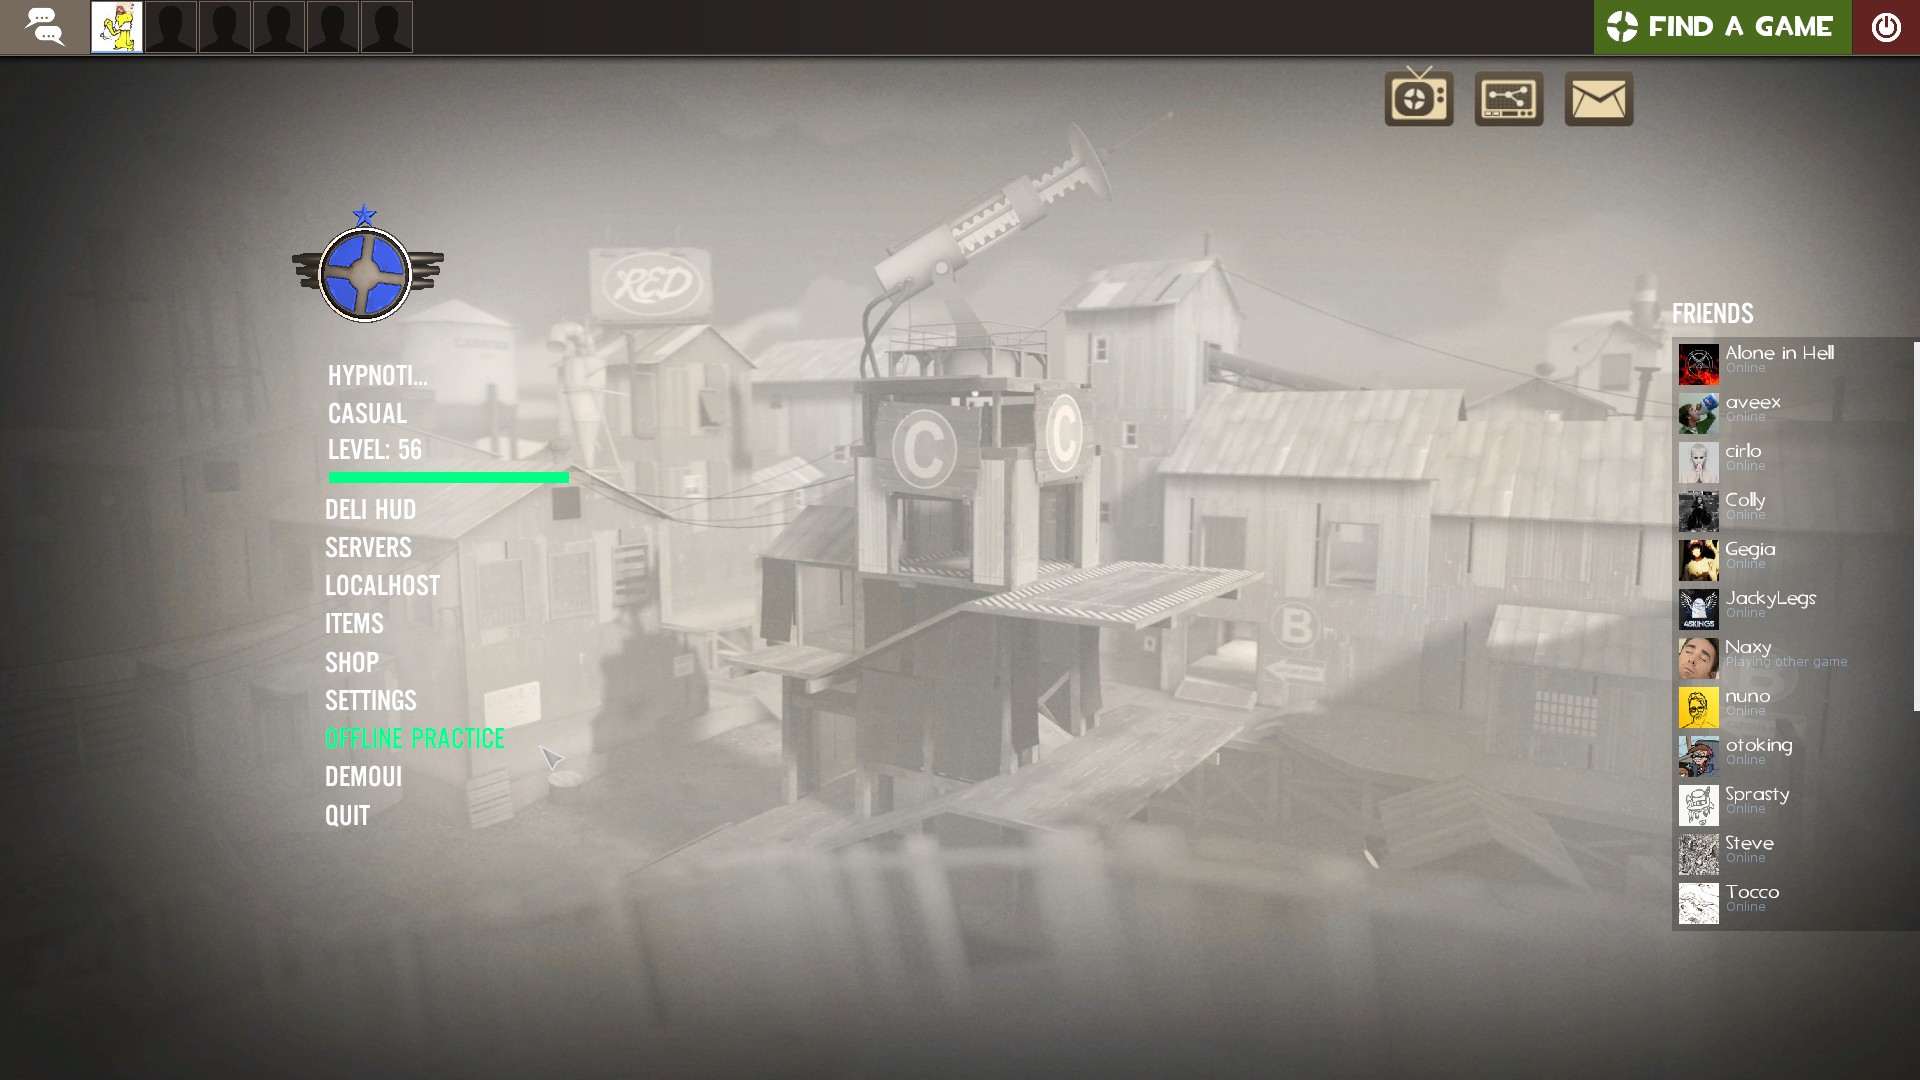 FIND A GAME
RED
HYPNOTI...
CASUAL
LEVEL: 56
C
C
B
DELI HUD
SERVERS
LOCALHOST
ITEMS
SHOP
SETTINGS
OFFLINE PRACTICE
DEMOUI
QUIT
FRIENDS
Alone in Hell
Online
aveex
Online
cirlo
Online
Colly
Online
Gegia
Online
JackyLegs
Online
Naxy
Playing other game
nuno
Online
otoking
Online
Sprasty
Online
Steve
Online
Tocco
Online